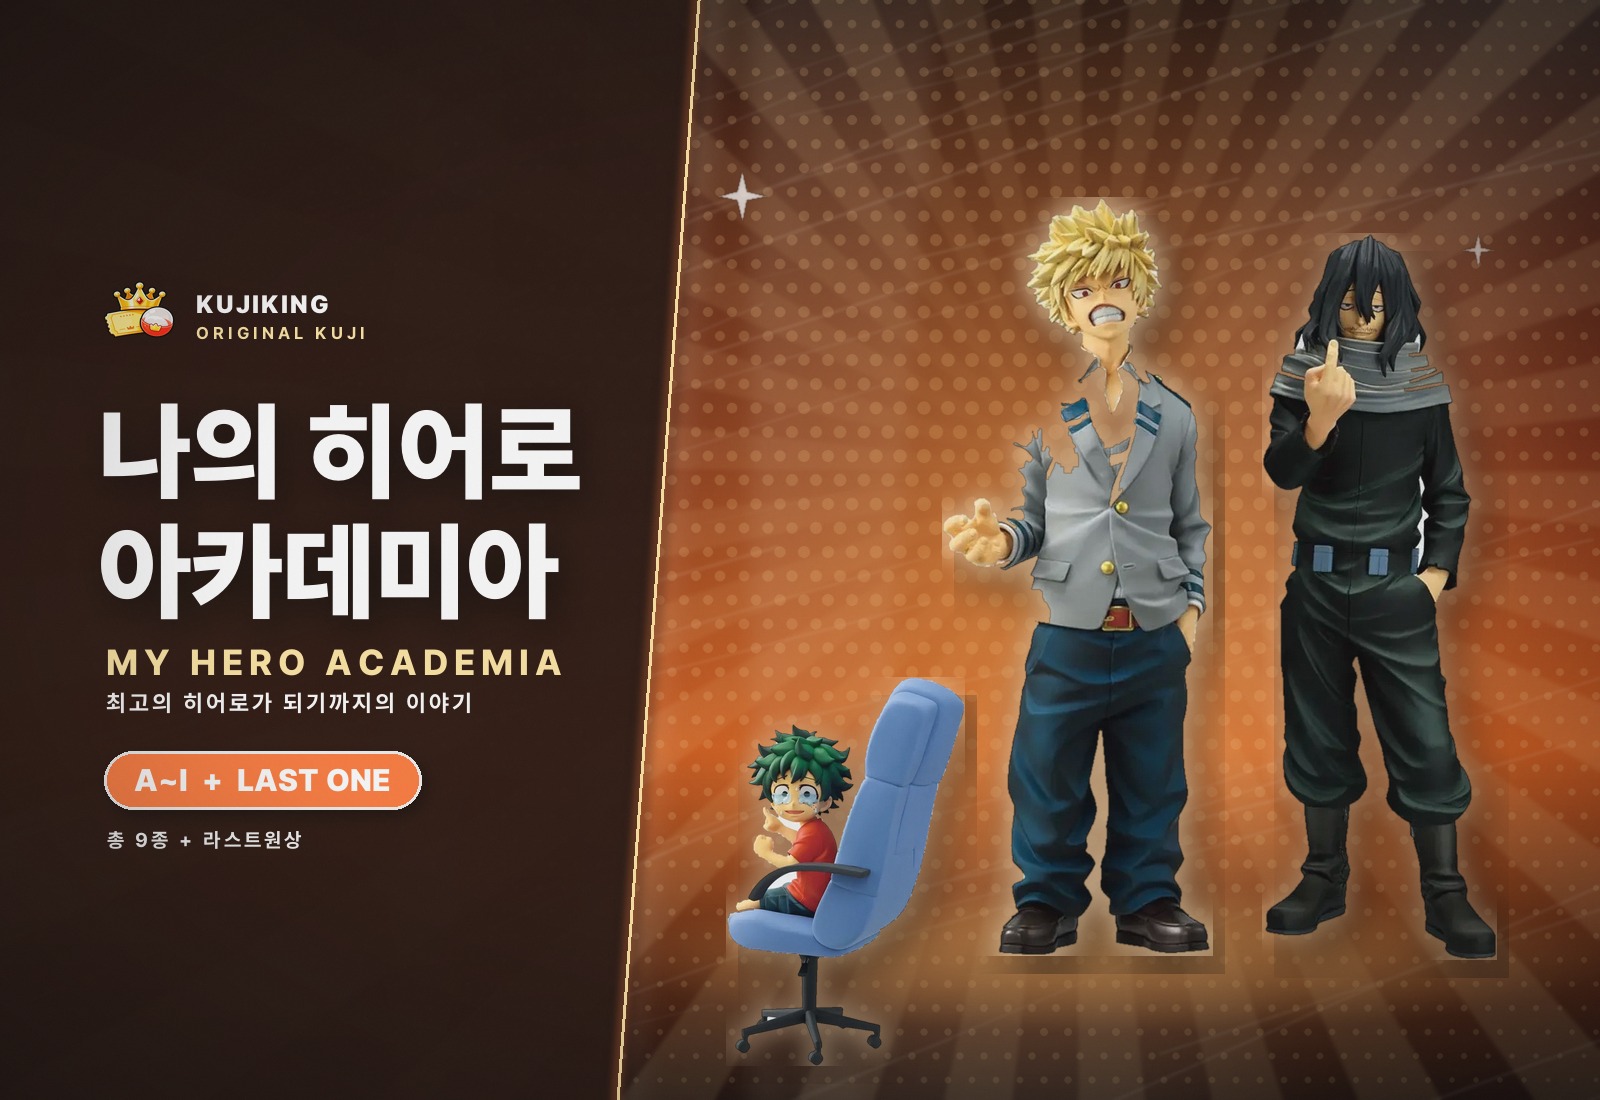 KUJIKING
ORIGINAL KUJI
나의 히어로
아카데미아
MY HERO ACADEMIA
최고의 히어로가 되기까지의 이야기
A~I + LAST ONE
총 9종 + 라스트원상